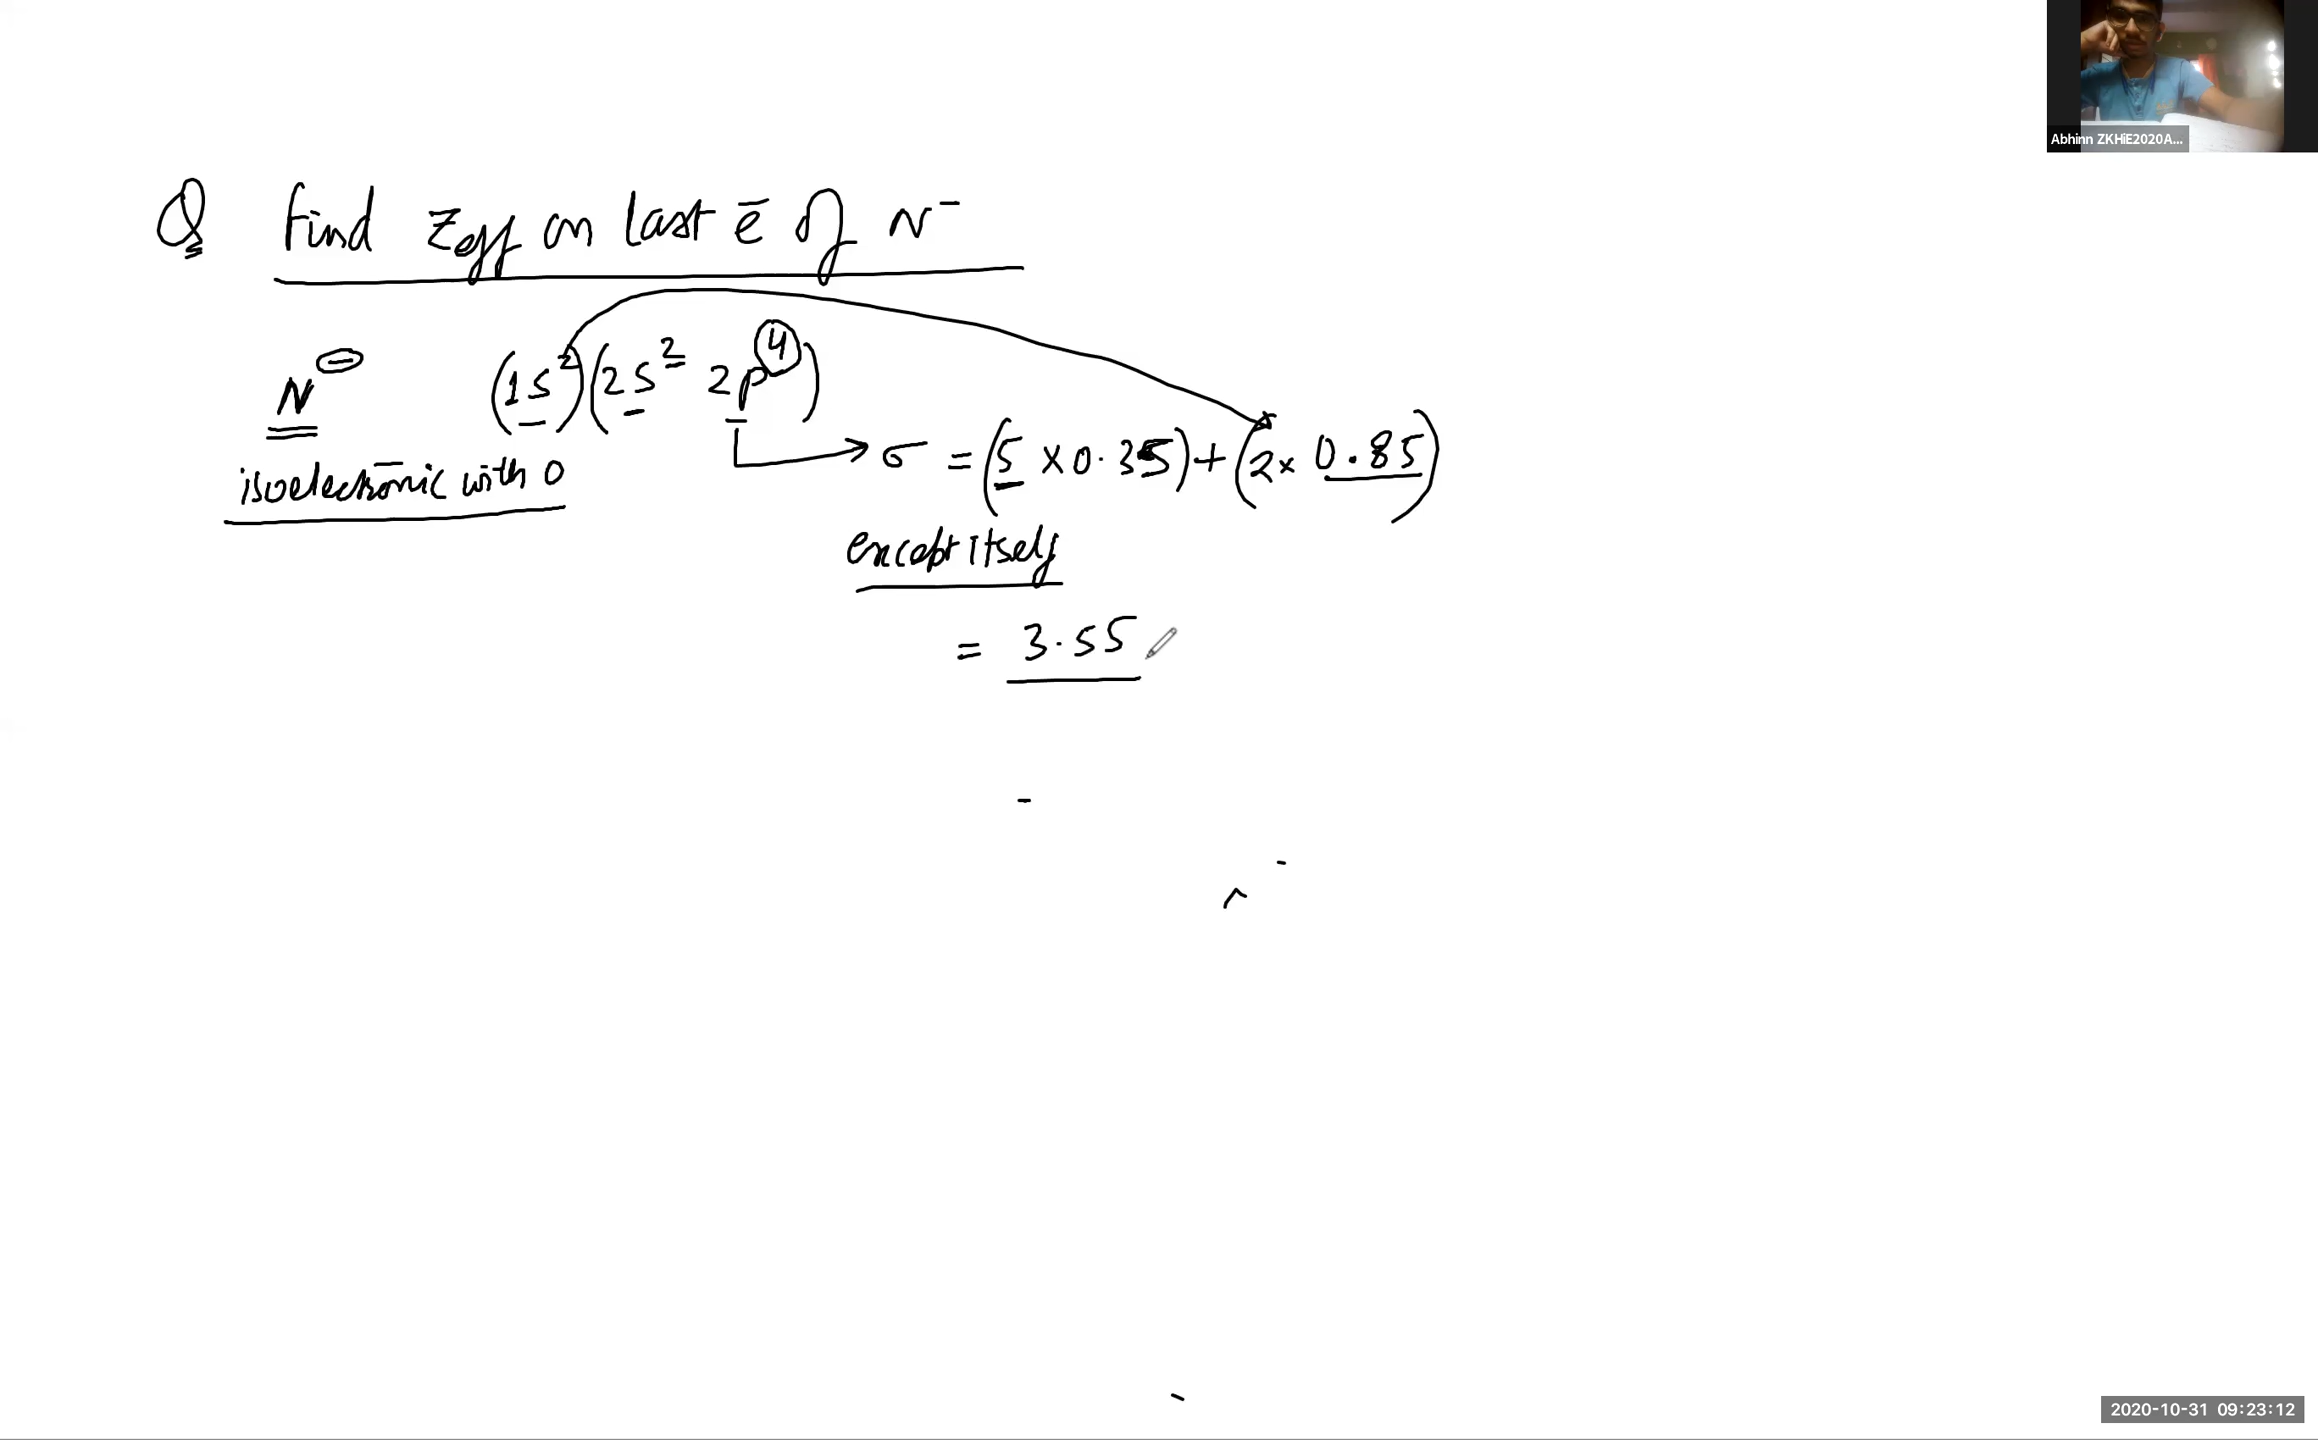 Abhinn ZKHiE2020A...
Q Find Zeff on last ē of N⁻
N⊖ (1s²)(2s² 2p⁴)
σ = (5 × 0.35) + (2 × 0.85)
isoelectronic with O
except itself
= 3.55
2020-10-31 09:23:12